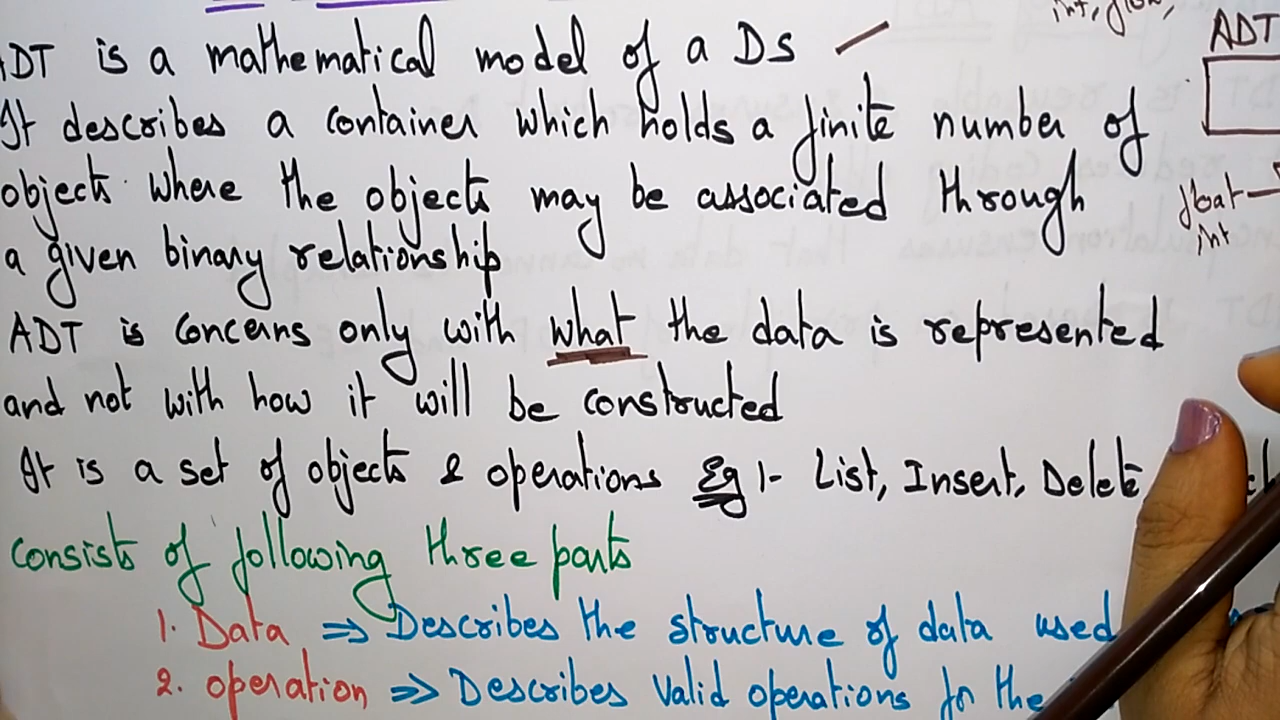 int, float,
ADT
ADT is a mathematical model of a DS
It describes a container which holds a finite number of
objects where the objects may be associated through
float
int
a given binary relationship
ADT is concerns only with what the data is represented
and not with how it will be constructed
It is a set of objects & operations Eg :- List, Insert, Delete,
consists of following three parts
1. Data ⇒ Describes the structure of data used
2. operation ⇒ Describes valid operations for the